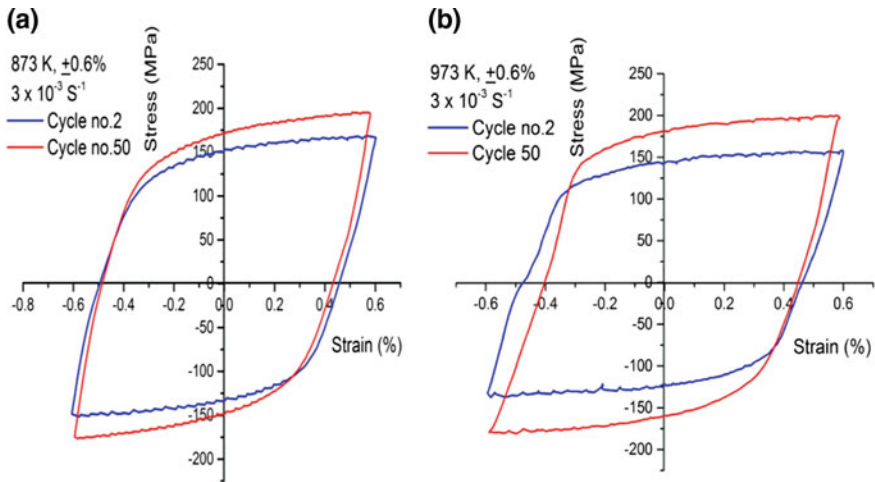 (a)
873 K, ±0.6%
3 x 10⁻³ S⁻¹
Cycle no.2
Cycle no.50
Stress (MPa)
250
200
150
100
50
0
-50
-100
-150
-200
-0.8 -0.6 -0.4 -0.2 0.0 0.2 0.4 0.6 0.8
Strain (%)
(b)
973 K, ±0.6%
3 x 10⁻³ S⁻¹
Cycle no.2
Cycle 50
Stress (MPa)
250
200
150
100
50
0
-50
-100
-150
-200
-0.6 -0.4 -0.2 0.0 0.2 0.4 0.6
Strain (%)